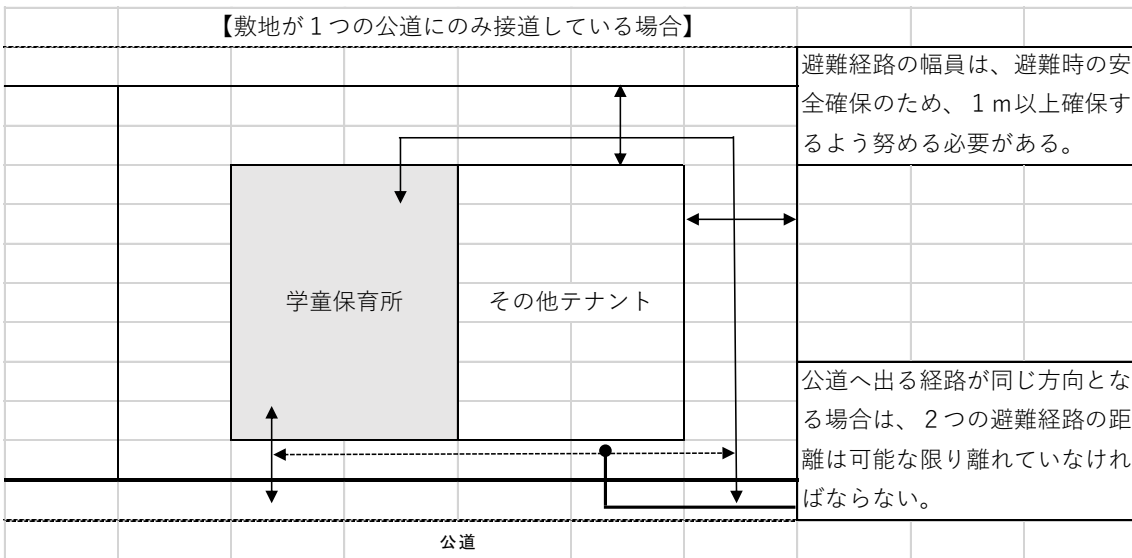 【敷地が１つの公道にのみ接道している場合】
避難経路の幅員は、避難時の安
全確保のため、１ｍ以上確保す
るよう努める必要がある。
学童保育所
その他テナント
公道へ出る経路が同じ方向とな
る場合は、２つの避難経路の距
離は可能な限り離れていなけれ
ばならない。
公道